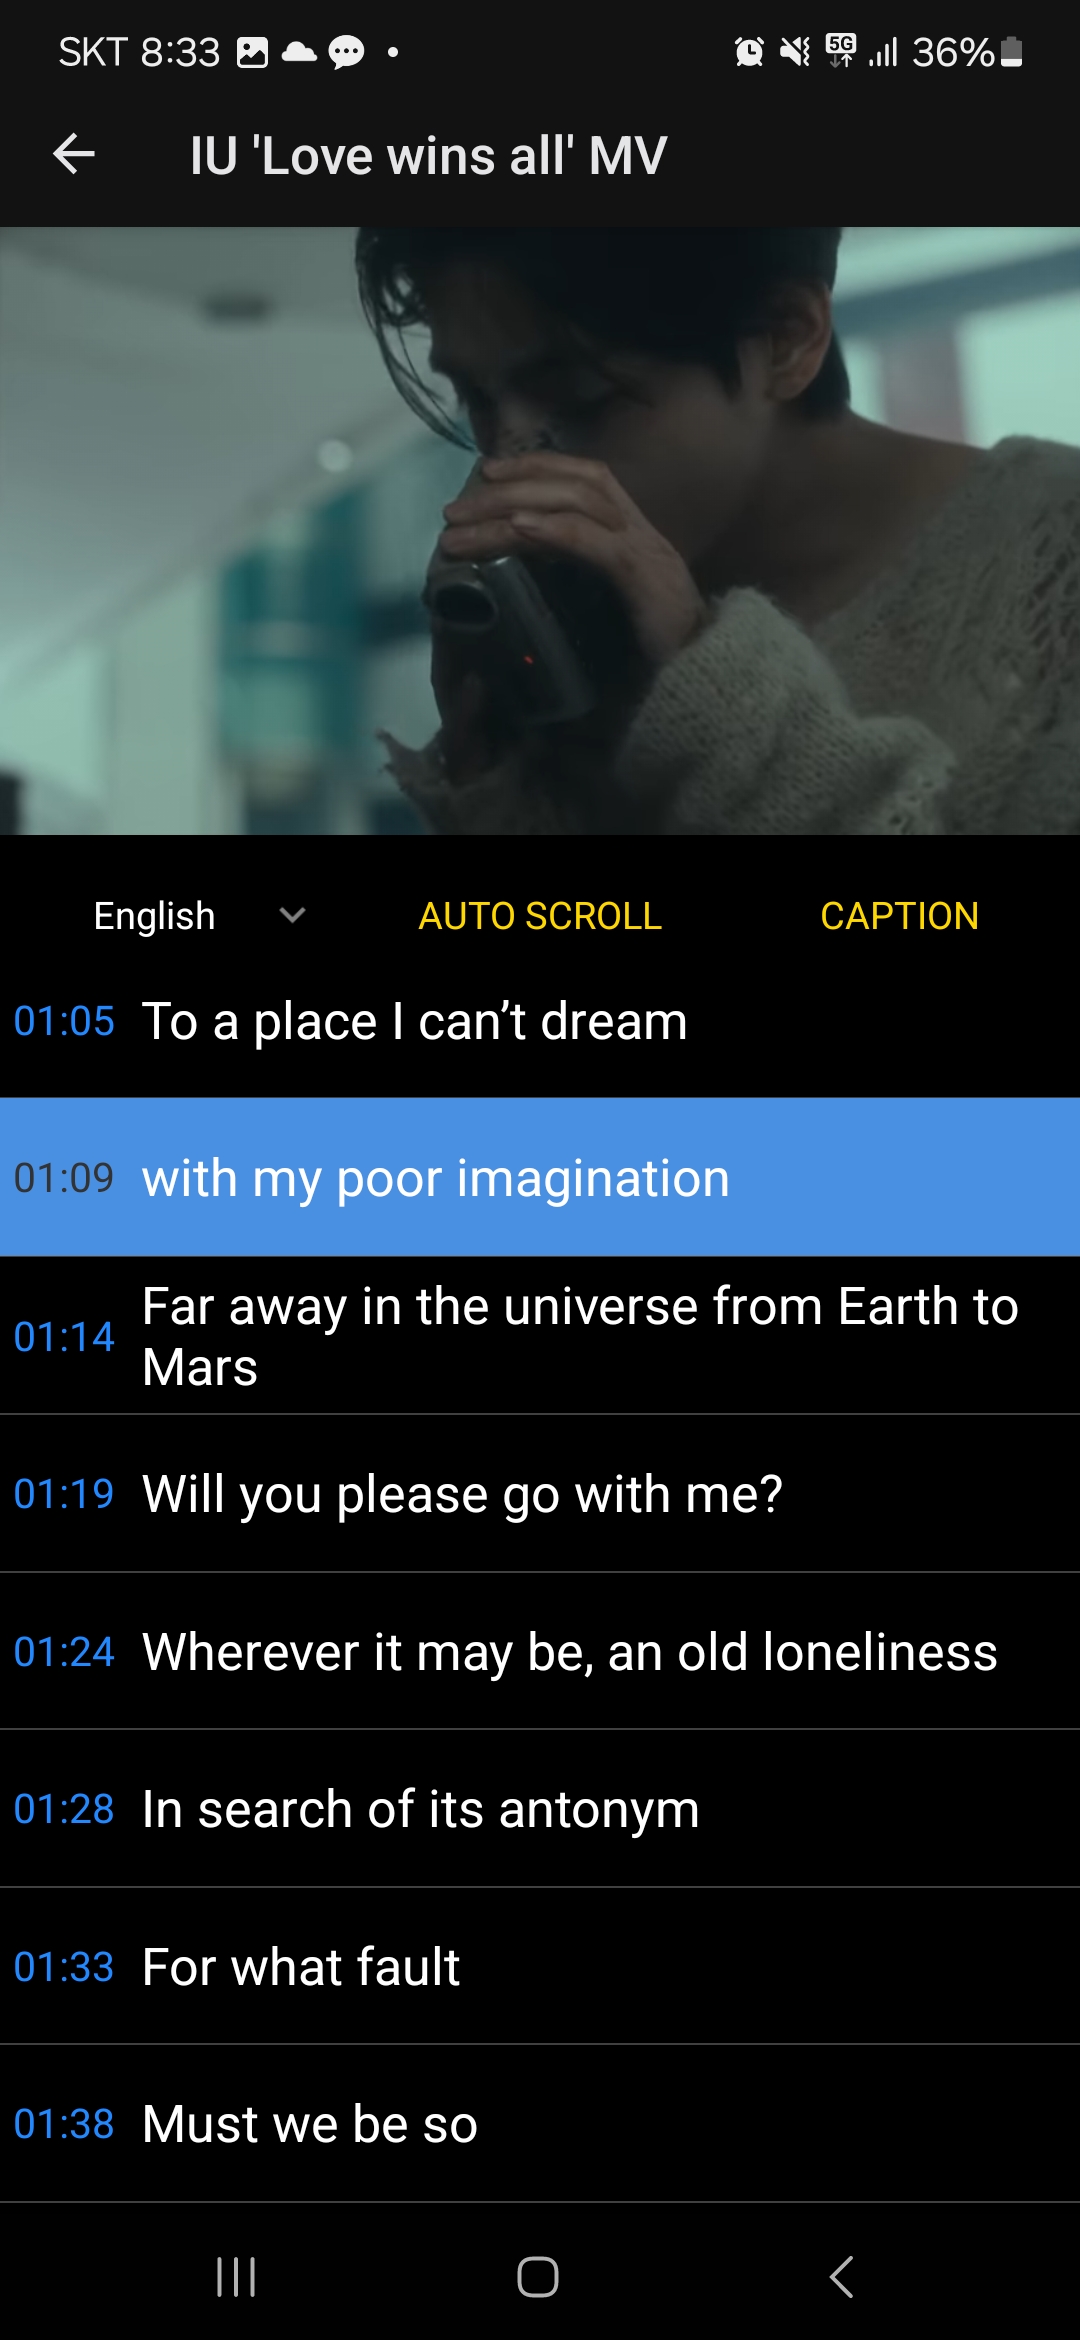 SKT 8:33
5G
36%
IU 'Love wins all' MV
English
AUTO SCROLL
CAPTION
01:05 To a place I can’t dream
01:09 with my poor imagination
01:14 Far away in the universe from Earth to
Mars
01:19 Will you please go with me?
01:24 Wherever it may be, an old loneliness
01:28 In search of its antonym
01:33 For what fault
01:38 Must we be so